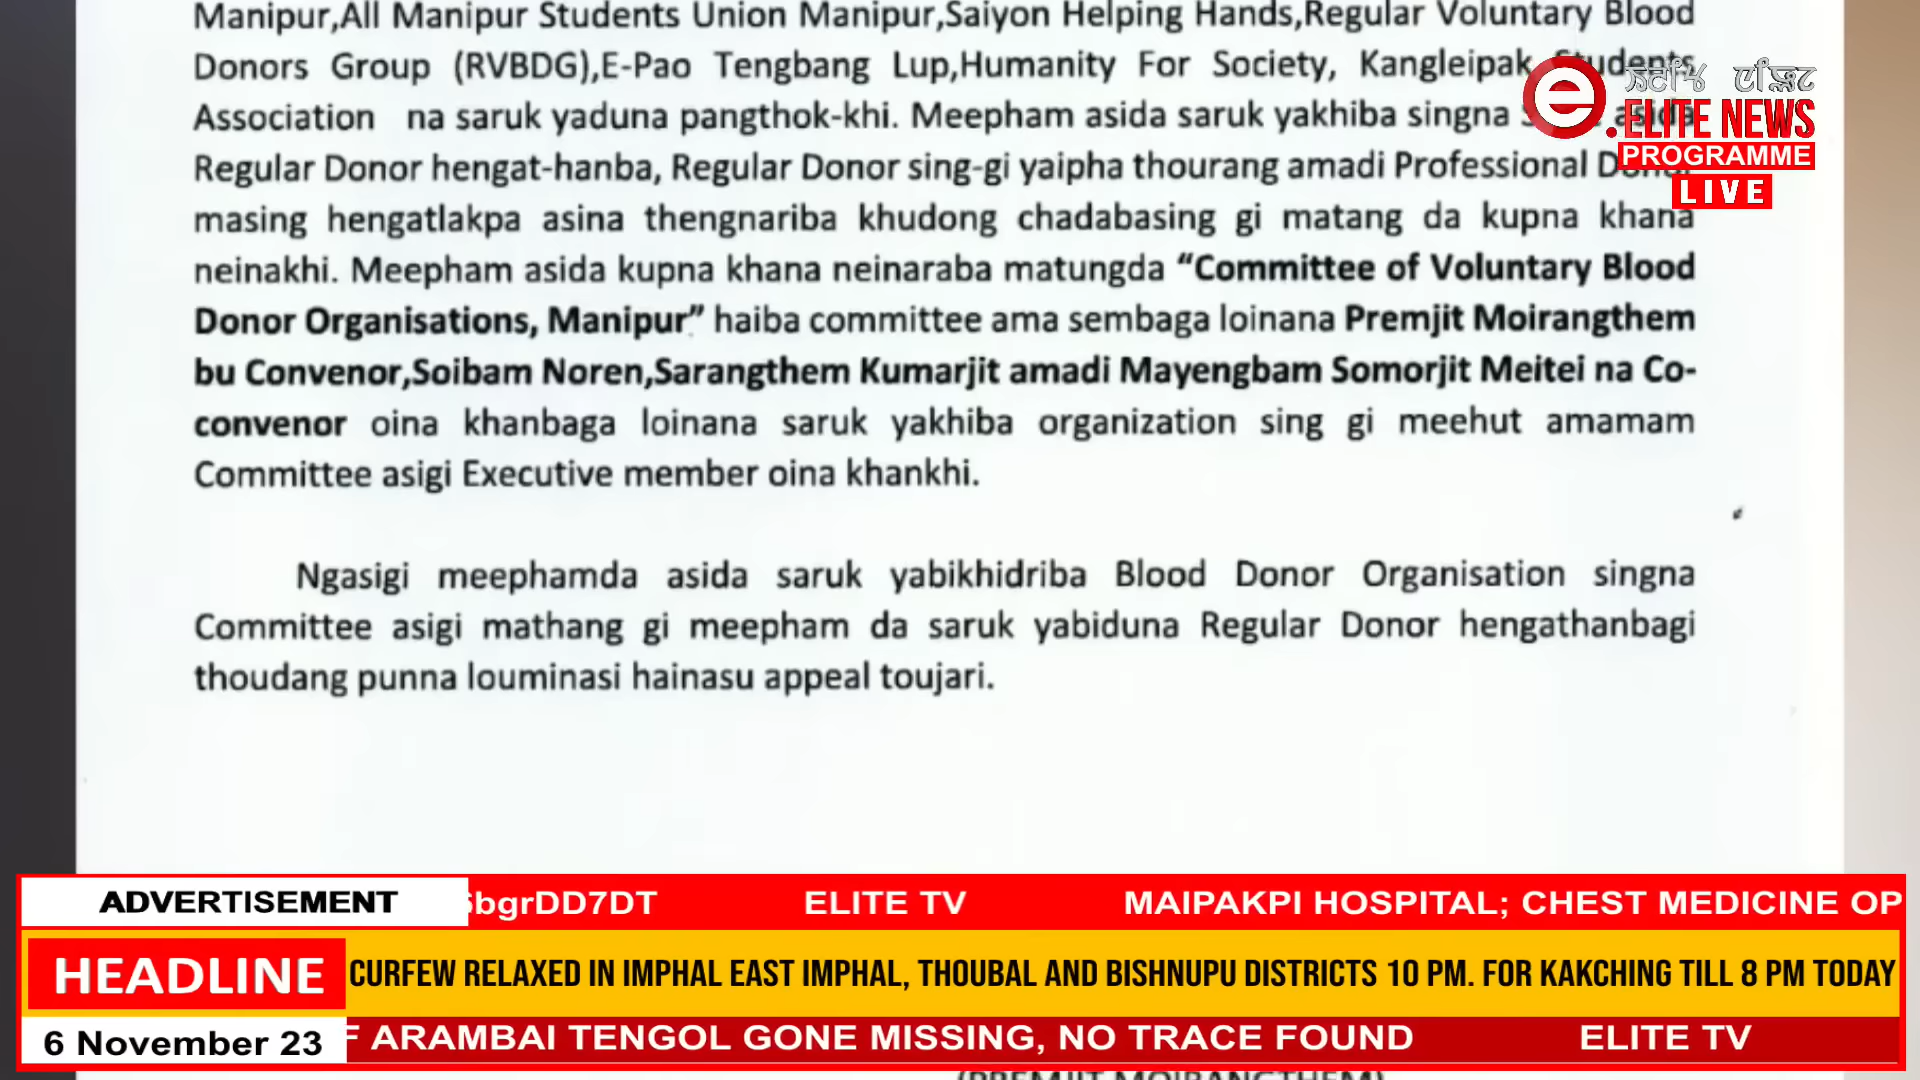 Manipur,All Manipur Students Union Manipur,Saiyon Helping Hands,Regular Voluntary Blood
Donors Group (RVBDG),E-Pao Tengbang Lup,Humanity For Society, Kangleipak Students
Association na saruk yaduna pangthok-khi. Meepham asida saruk yakhiba singna asida
Regular Donor hengat-hanba, Regular Donor sing-gi yaipha thourang amadi Professional Donor
masing hengatlakpa asina thengnariba khudong chadabasing gi matang da kupna khana
neinakhi. Meepham asida kupna khana neinaraba matungda “Committee of Voluntary Blood
Donor Organisations, Manipur” haiba committee ama sembaga loinana Premjit Moirangthem
bu Convenor,Soibam Noren,Sarangthem Kumarjit amadi Mayengbam Somorjit Meitei na Co-
convenor oina khanbaga loinana saruk yakhiba organization sing gi meehut amamam
Committee asigi Executive member oina khankhi.
Ngasigi meephamda asida saruk yabikhidriba Blood Donor Organisation singna
Committee asigi mathang gi meepham da saruk yabiduna Regular Donor hengathanbagi
thoudang punna louminasi hainasu appeal toujari.
(PREMJIT MOIRANGTHEM)
e.ELITE NEWS
PROGRAMME
LIVE
ADVERTISEMENT
6bgrDD7DT ELITE TV MAIPAKPI HOSPITAL; CHEST MEDICINE OP
HEADLINE
CURFEW RELAXED IN IMPHAL EAST IMPHAL, THOUBAL AND BISHNUPU DISTRICTS 10 PM. FOR KAKCHING TILL 8 PM TODAY
6 November 23
F ARAMBAI TENGOL GONE MISSING, NO TRACE FOUND ELITE TV